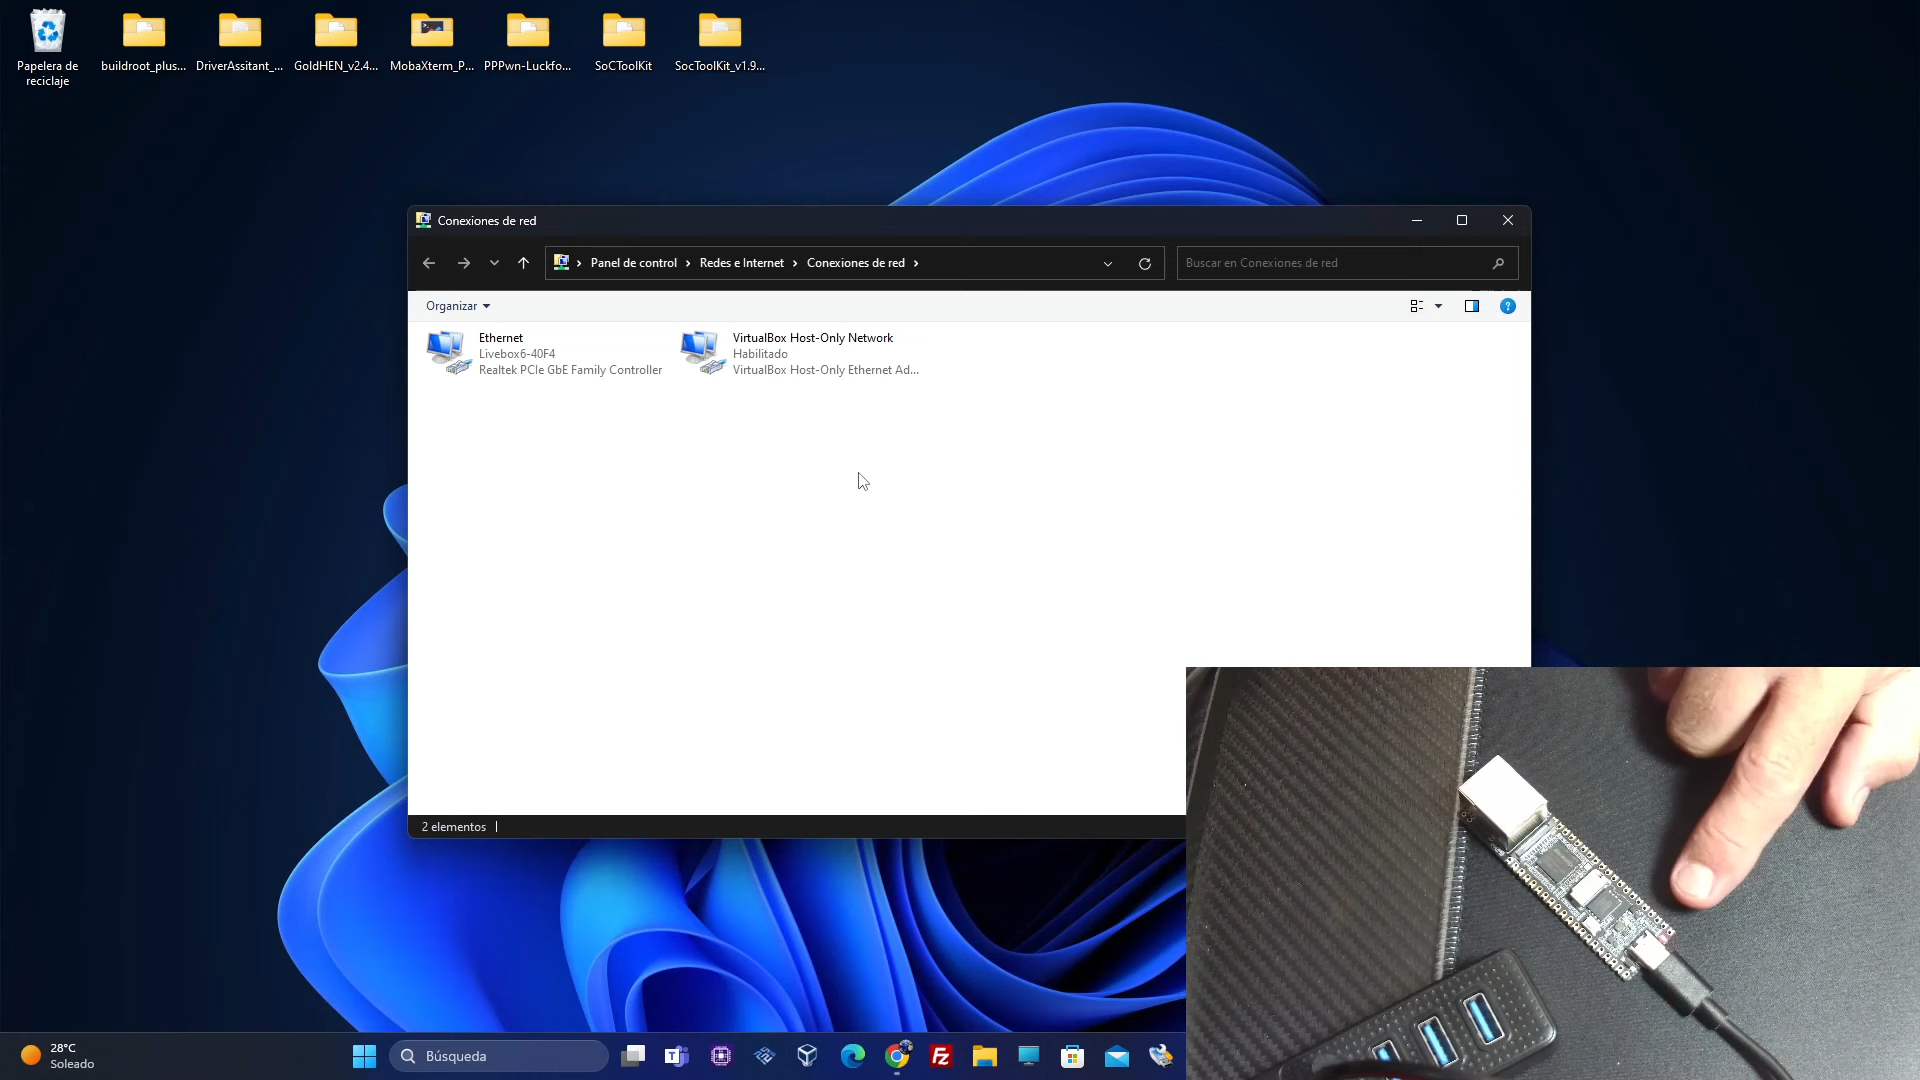 Papelera de
reciclaje
buildroot_plus...
DriverAssitant_...
GoldHEN_v2.4...
MobaXterm_P...
PPPwn-Luckfo...
SoCToolKit
SocToolKit_v1.9...
Conexiones de red
Panel de control
Redes e Internet
Conexiones de red
Buscar en Conexiones de red
Organizar
Ethernet
Livebox6-40F4
Realtek PCIe GbE Family Controller
VirtualBox Host-Only Network
Habilitado
VirtualBox Host-Only Ethernet Ad...
2 elementos
28°C
Soleado
Búsqueda